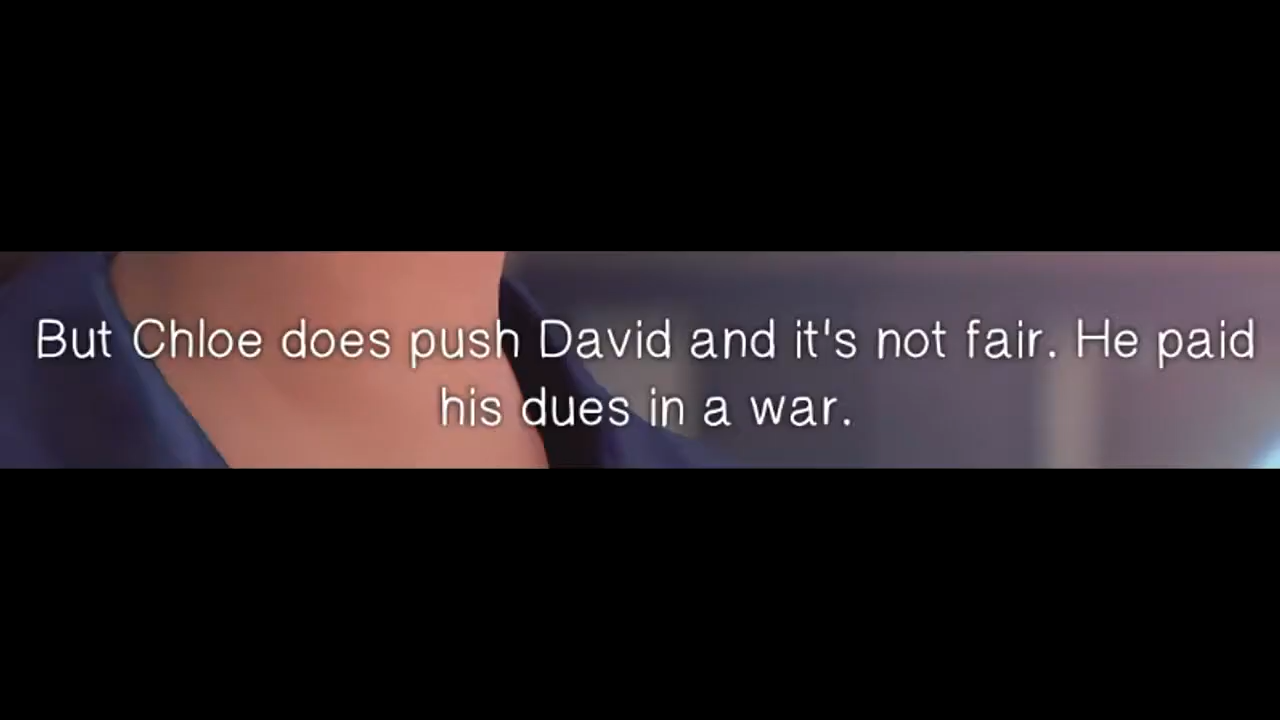 But Chloe does push David and it's not fair. He paid
his dues in a war.